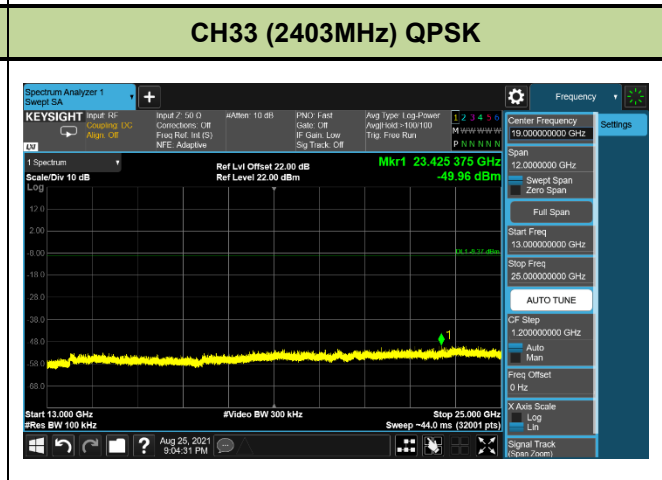 CH33 (2403MHz) QPSK
Spectrum Analyzer 1
Swept SA
+
Frequency
KEYSIGHT
Input: RF
Coupling: DC
Align: Off
Input Z: 50 Ω
Corrections: Off
Freq Ref: Int (S)
NFE: Adaptive
#Atten: 10 dB
PNO: Fast
Gate: Off
IF Gain: Low
Sig Track: Off
Avg Type: Log-Power
Avg|Hold >100/100
Trig: Free Run
1 2 3 4 5 6
M W W W W W
P N N N N N
LXI
Center Frequency
19.000000000 GHz
Settings
1 Spectrum
Scale/Div 10 dB
Log
Ref Lvl Offset 22.00 dB
Ref Level 22.00 dBm
Mkr1 23.425 375 GHz
-49.96 dBm
Span
12.0000000 GHz
Swept Span
Zero Span
Full Span
Start Freq
13.000000000 GHz
Stop Freq
25.000000000 GHz
AUTO TUNE
CF Step
1.200000000 GHz
Auto
Man
Freq Offset
0 Hz
X Axis Scale
Log
Lin
Signal Track
(Span Zoom)
12.0
2.00
-8.00
-18.0
-28.0
-38.0
-48.0
-58.0
-68.0
1
Start 13.000 GHz
#Res BW 100 kHz
#Video BW 300 kHz
Stop 25.000 GHz
Sweep ~44.0 ms (32001 pts)
?
Aug 25, 2021
9:04:31 PM